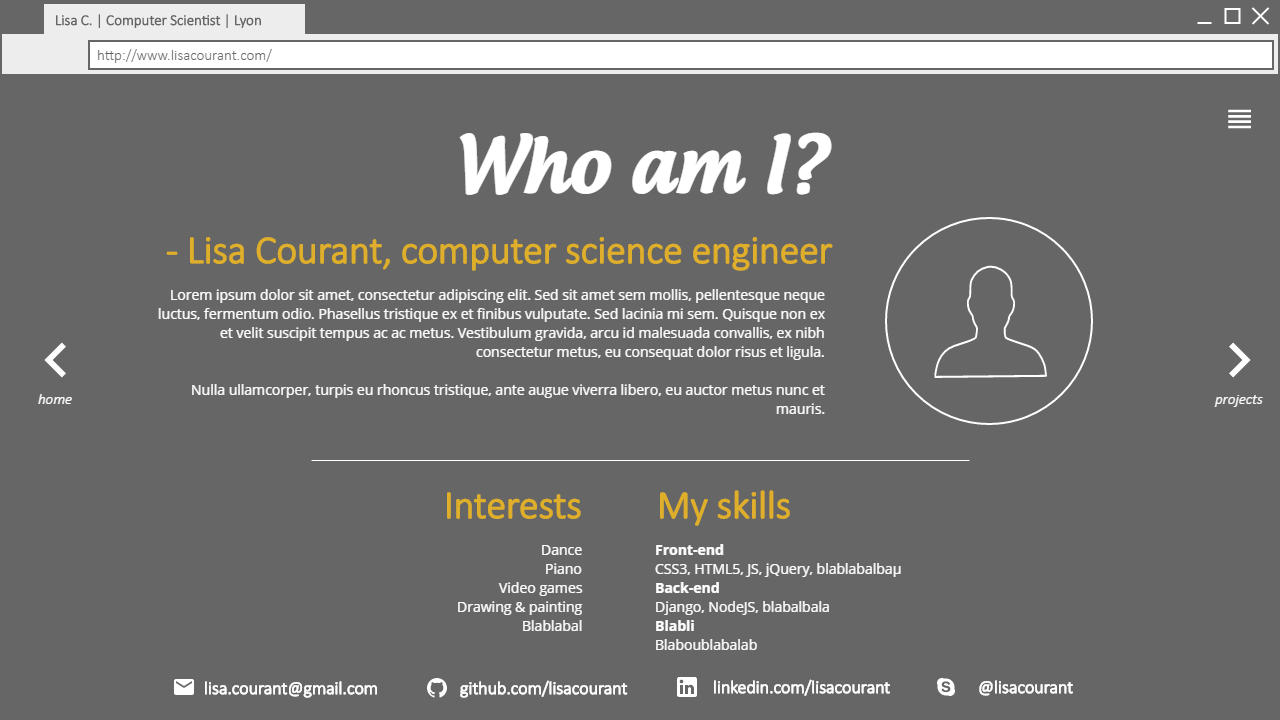 Lisa C. | Computer Scientist | Lyon
http://www.lisacourant.com/
Who am I?
- Lisa Courant, computer science engineer
Lorem ipsum dolor sit amet, consectetur adipiscing elit. Sed sit amet sem mollis, pellentesque neque
luctus, fermentum odio. Phasellus tristique ex et finibus vulputate. Sed lacinia mi sem. Quisque non ex
et velit suscipit tempus ac ac metus. Vestibulum gravida, arcu id malesuada convallis, ex nibh
consectetur metus, eu consequat dolor risus et ligula.
Nulla ullamcorper, turpis eu rhoncus tristique, ante augue viverra libero, eu auctor metus nunc et
mauris.
home
projects
Interests
Dance
Piano
Video games
Drawing & painting
Blablabal
My skills
Front-end
CSS3, HTML5, JS, jQuery, blablabalbaµ
Back-end
Django, NodeJS, blabalbala
Blabli
Blaboublabalab
lisa.courant@gmail.com
github.com/lisacourant
linkedin.com/lisacourant
@lisacourant